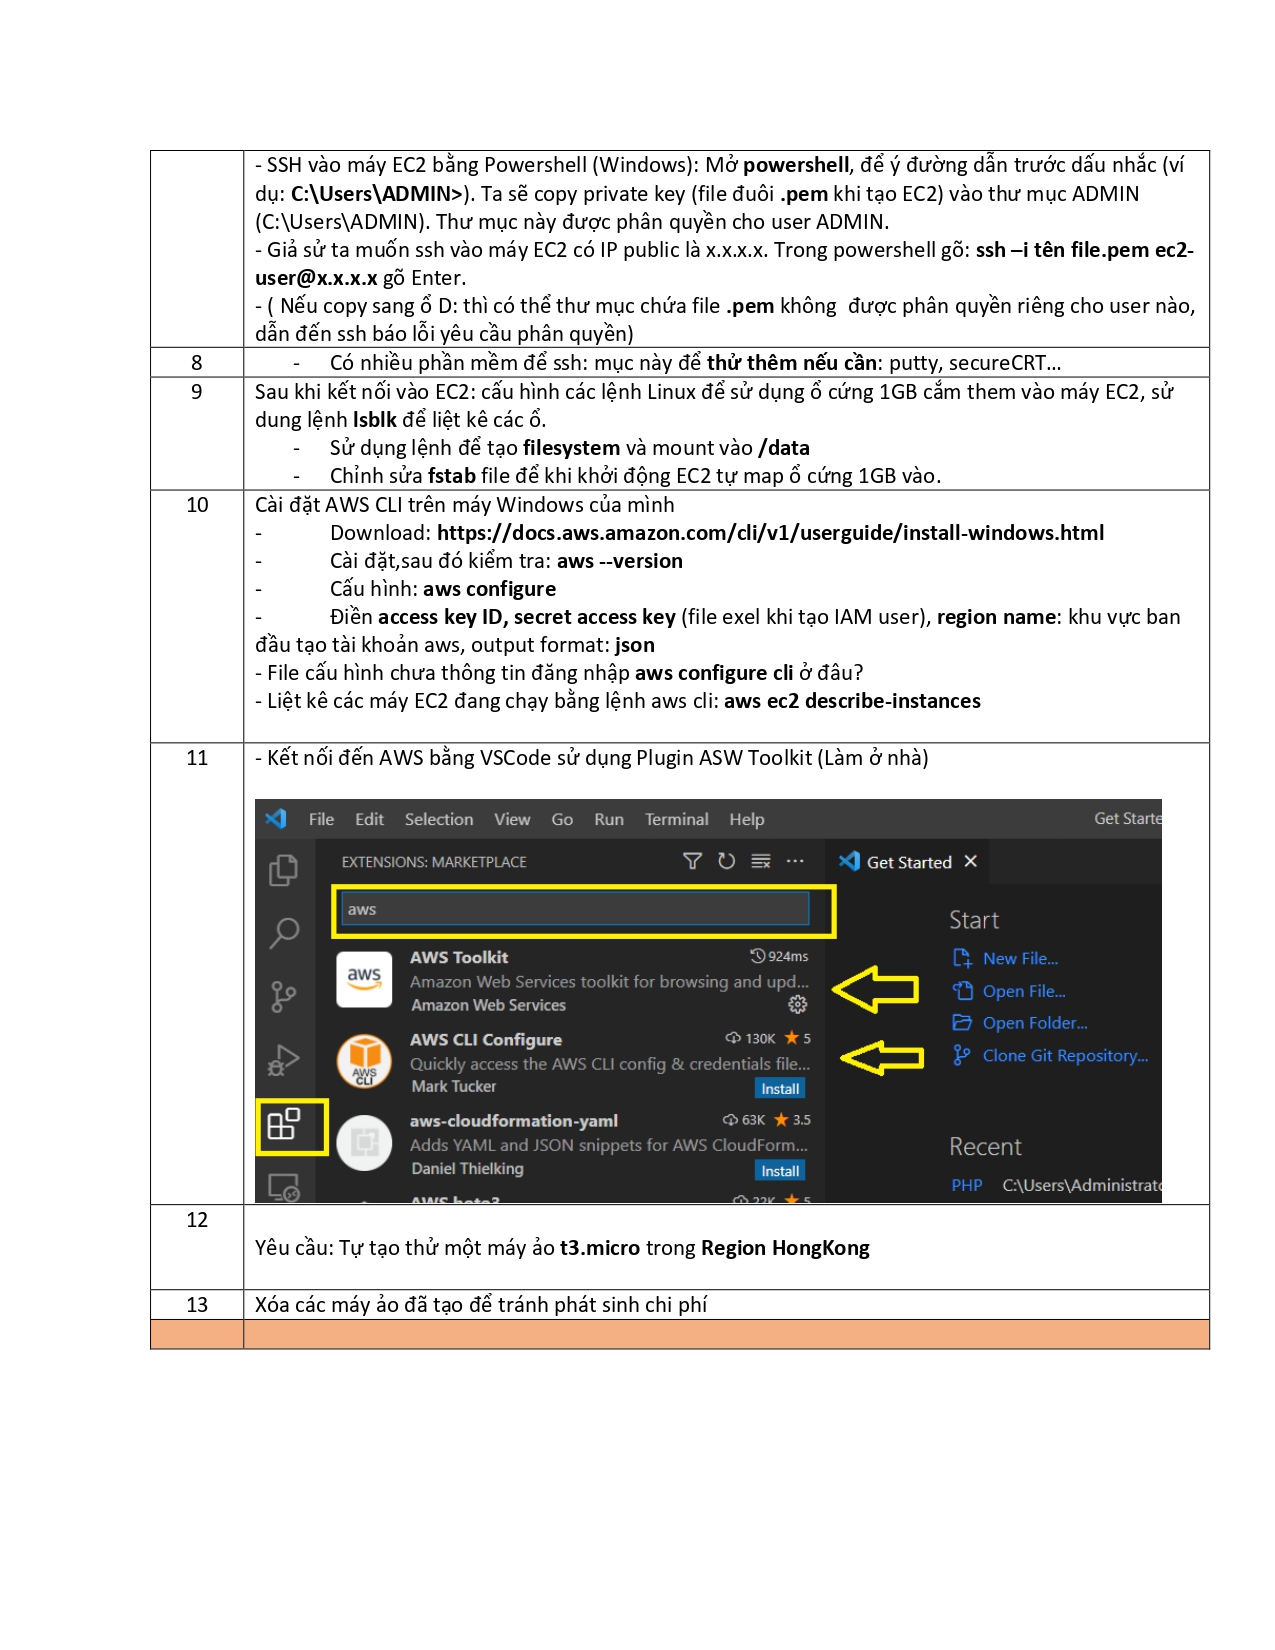 - SSH vào máy EC2 bằng Powershell (Windows): Mở powershell, để ý đường dẫn trước dấu nhắc (ví
dụ: C:\Users\ADMIN>). Ta sẽ copy private key (file đuôi .pem khi tạo EC2) vào thư mục ADMIN
(C:\Users\ADMIN). Thư mục này được phân quyền cho user ADMIN.
- Giả sử ta muốn ssh vào máy EC2 có IP public là x.x.x.x. Trong powershell gõ: ssh –i tên file.pem ec2-
user@x.x.x.x gõ Enter.
- ( Nếu copy sang ổ D: thì có thể thư mục chứa file .pem không  được phân quyền riêng cho user nào,
dẫn đến ssh báo lỗi yêu cầu phân quyền)
8 - Có nhiều phần mềm để ssh: mục này để thử thêm nếu cần: putty, secureCRT...
9 Sau khi kết nối vào EC2: cấu hình các lệnh Linux để sử dụng ổ cứng 1GB cắm them vào máy EC2, sử
dung lệnh lsblk để liệt kê các ổ.
- Sử dụng lệnh để tạo filesystem và mount vào /data
- Chỉnh sửa fstab file để khi khởi động EC2 tự map ổ cứng 1GB vào.
10 Cài đặt AWS CLI trên máy Windows của mình
- Download: https://docs.aws.amazon.com/cli/v1/userguide/install-windows.html
- Cài đặt,sau đó kiểm tra: aws --version
- Cấu hình: aws configure
- Điền access key ID, secret access key (file exel khi tạo IAM user), region name: khu vực ban
đầu tạo tài khoản aws, output format: json
- File cấu hình chưa thông tin đăng nhập aws configure cli ở đâu?
- Liệt kê các máy EC2 đang chạy bằng lệnh aws cli: aws ec2 describe-instances
11 - Kết nối đến AWS bằng VSCode sử dụng Plugin ASW Toolkit (Làm ở nhà)
File Edit Selection View Go Run Terminal Help Get Starte
EXTENSIONS: MARKETPLACE
Get Started
aws
Start
AWS Toolkit 924ms
aws
Amazon Web Services toolkit for browsing and upd...
Amazon Web Services
New File...
Open File...
Open Folder...
Clone Git Repository...
AWS CLI Configure 130K 5
AWS
CLI
Quickly access the AWS CLI config & credentials file...
Mark Tucker Install
aws-cloudformation-yaml 63K 3.5
Adds YAML and JSON snippets for AWS CloudForm...
Daniel Thielking Install
Recent
PHP C:\Users\Administrato
AWS boto3 22K 5
12
Yêu cầu: Tự tạo thử một máy ảo t3.micro trong Region HongKong
13 Xóa các máy ảo đã tạo để tránh phát sinh chi phí